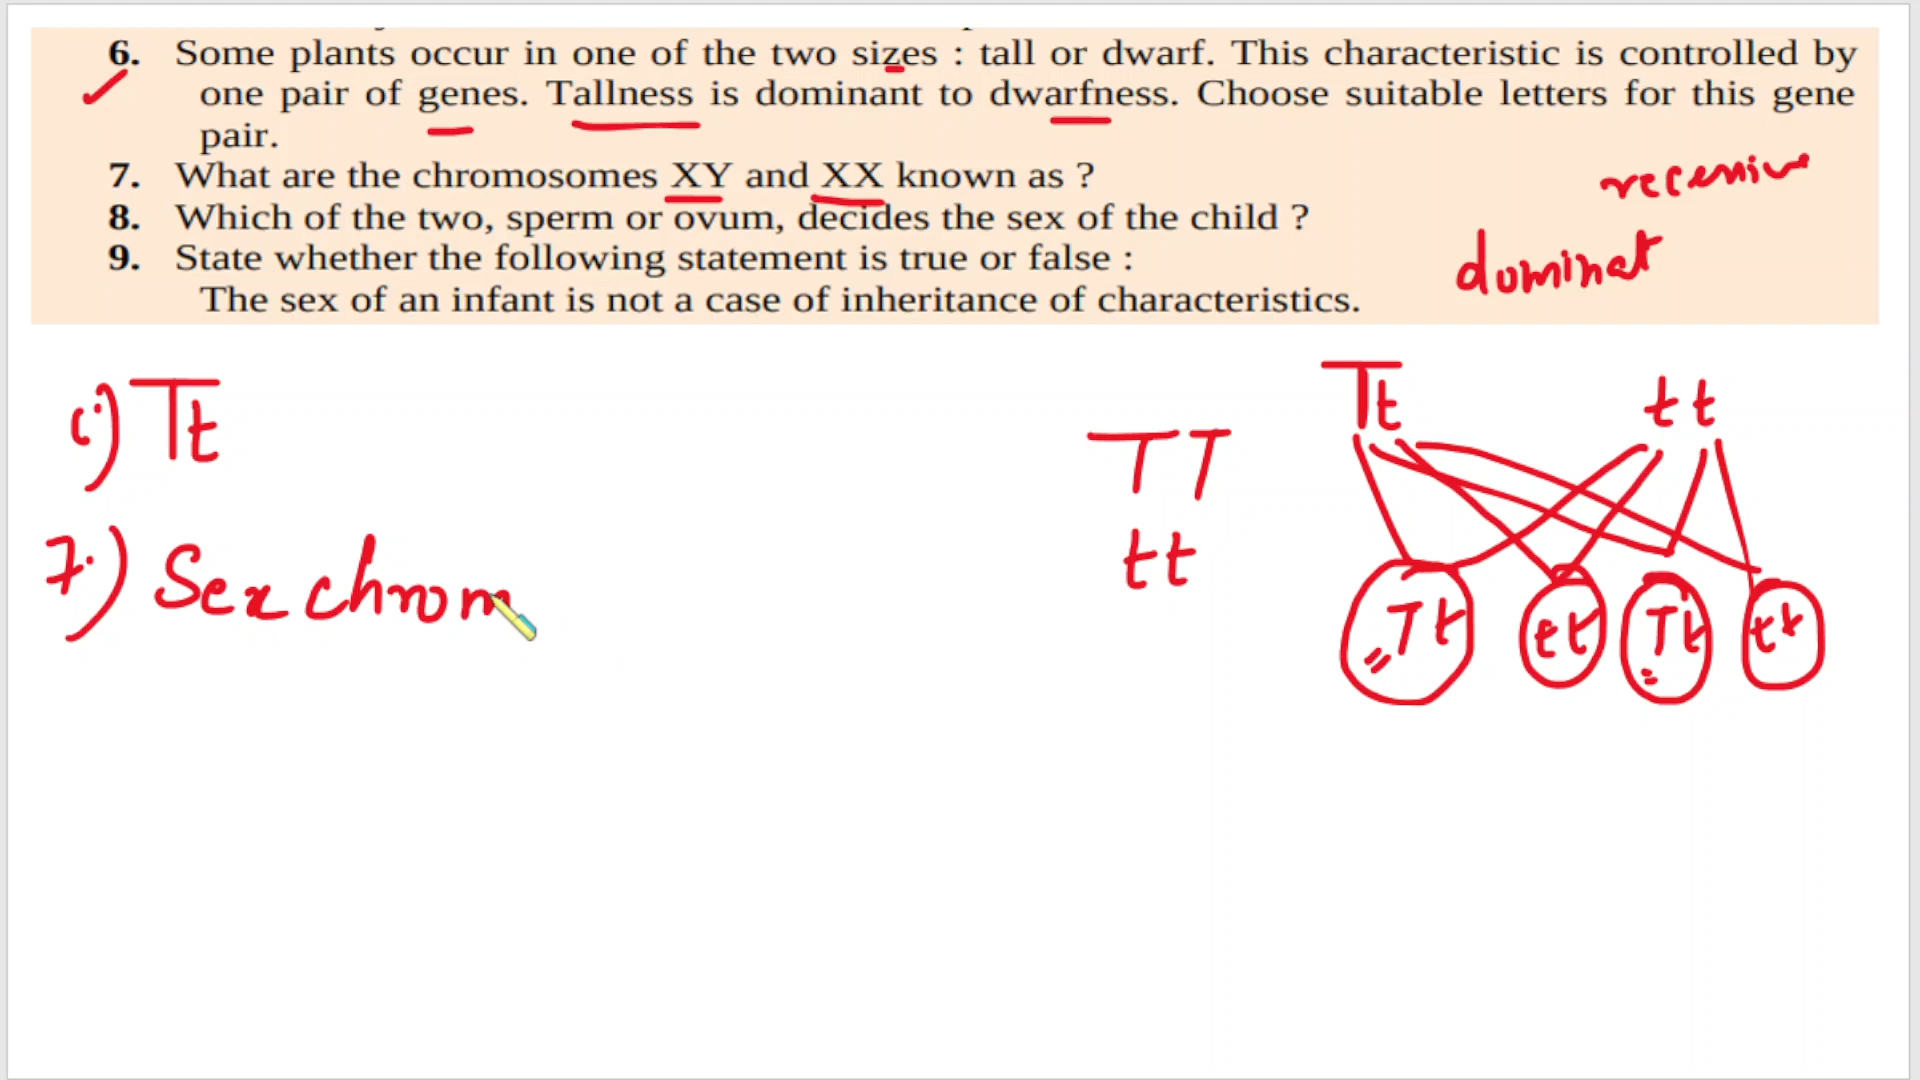 6. Some plants occur in one of the two sizes : tall or dwarf. This characteristic is controlled by
one pair of genes. Tallness is dominant to dwarfness. Choose suitable letters for this gene
pair.
7. What are the chromosomes XY and XX known as ?
8. Which of the two, sperm or ovum, decides the sex of the child ?
9. State whether the following statement is true or false :
The sex of an infant is not a case of inheritance of characteristics.
dominat
Tt
7.) Sex chrom
TT
tt
Tt tt
Tt tt Tt tt